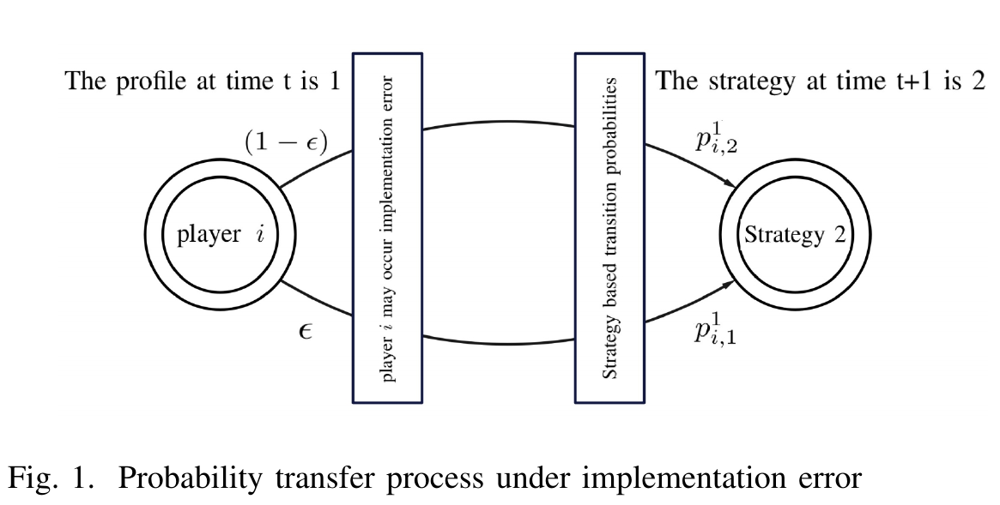 The profile at time t is 1
The strategy at time t+1 is 2
(1 − ϵ)
player i may occur implementation error
Strategy based transition probabilities
p^1_{i,2}
player i
Strategy 2
ϵ
p^1_{i,1}
Fig. 1. Probability transfer process under implementation error